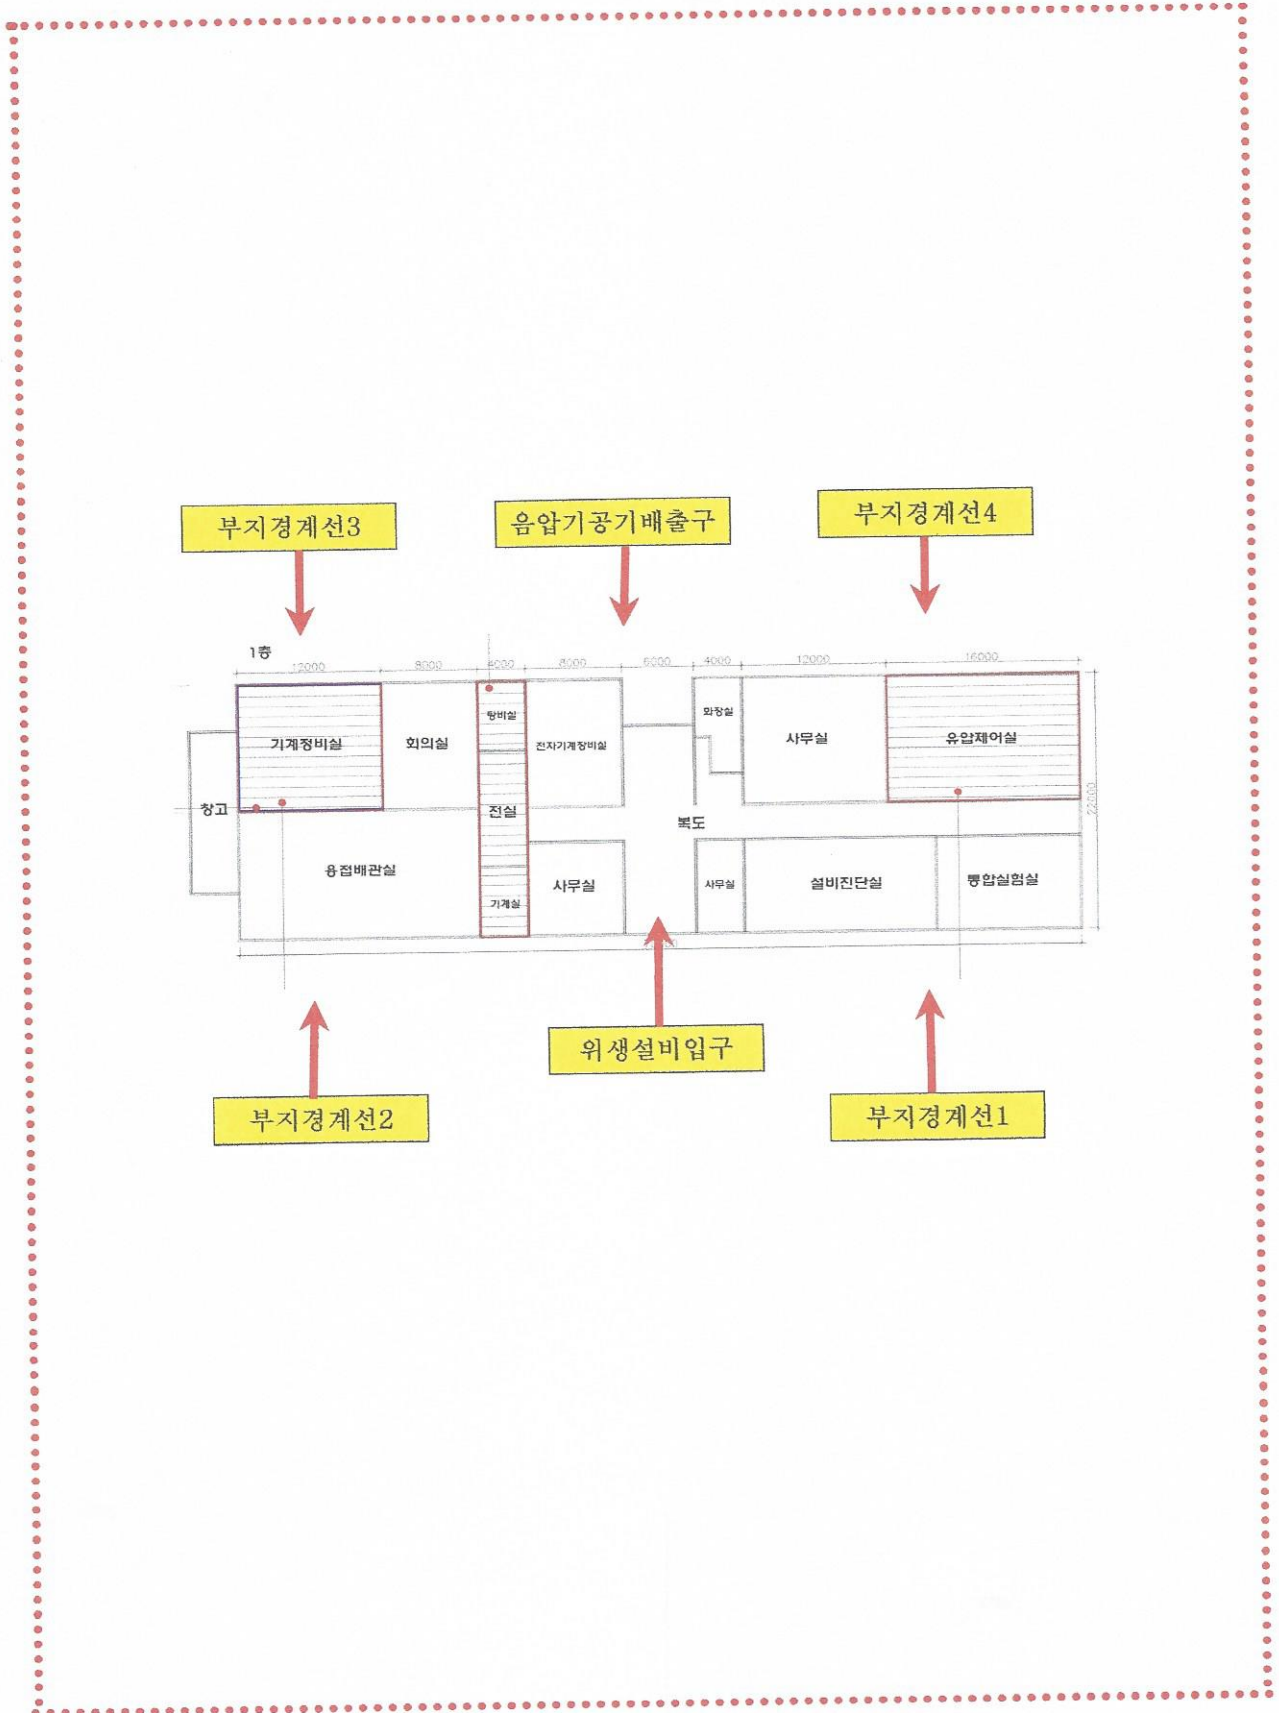 부지경계선3 음압기공기배출구 부지경계선4
1층
12000 8000 4000 8000 6000 4000 12000 16000
탕비실 화장실
기계정비실 회의실 전자기계장비실 사무실 유압제어실
창고 전실 복도 22000
용접배관실 사무실 사무실 설비진단실 통합실험실
기계실
위생설비입구
부지경계선2 부지경계선1